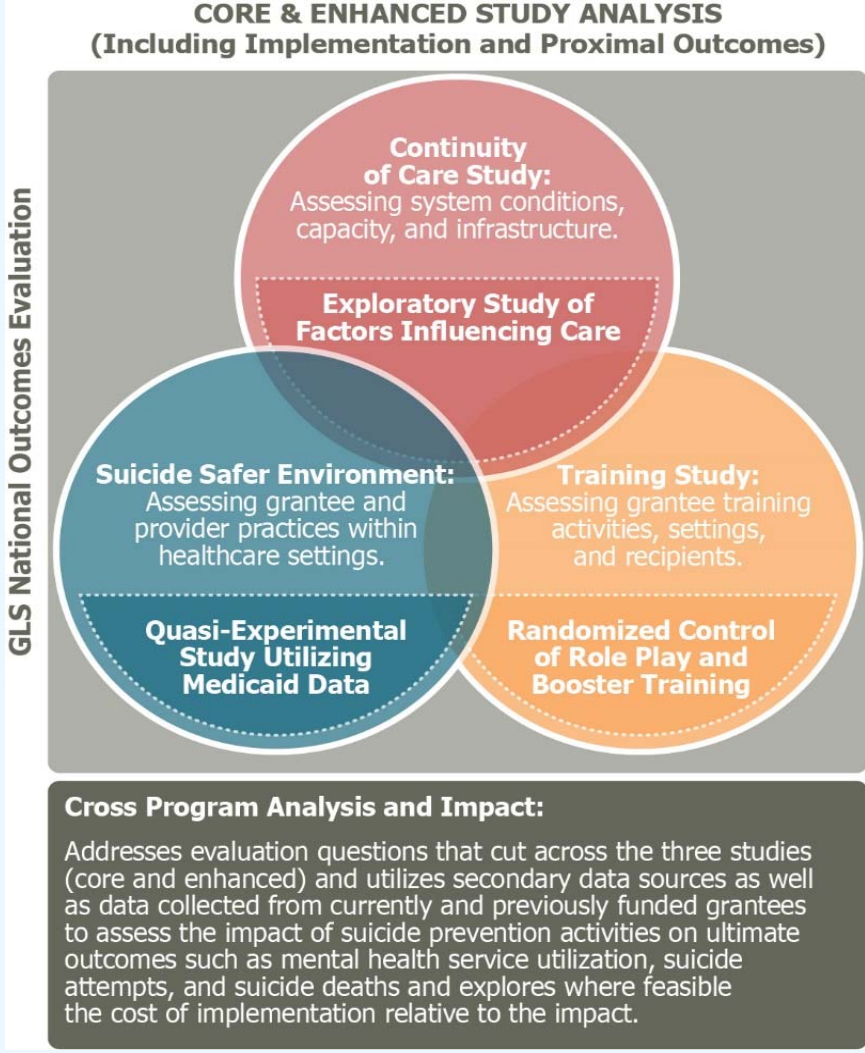 CORE & ENHANCED STUDY ANALYSIS
(Including Implementation and Proximal Outcomes)
GLS National Outcomes Evaluation
Continuity
of Care Study:
Assessing system conditions,
capacity, and infrastructure.
Exploratory Study of
Factors Influencing Care
Suicide Safer Environment:
Assessing grantee and
provider practices within
healthcare settings.
Quasi-Experimental
Study Utilizing
Medicaid Data
Training Study:
Assessing grantee training
activities, settings,
and recipients.
Randomized Control
of Role Play and
Booster Training
Cross Program Analysis and Impact:
Addresses evaluation questions that cut across the three studies
(core and enhanced) and utilizes secondary data sources as well
as data collected from currently and previously funded grantees
to assess the impact of suicide prevention activities on ultimate
outcomes such as mental health service utilization, suicide
attempts, and suicide deaths and explores where feasible
the cost of implementation relative to the impact.